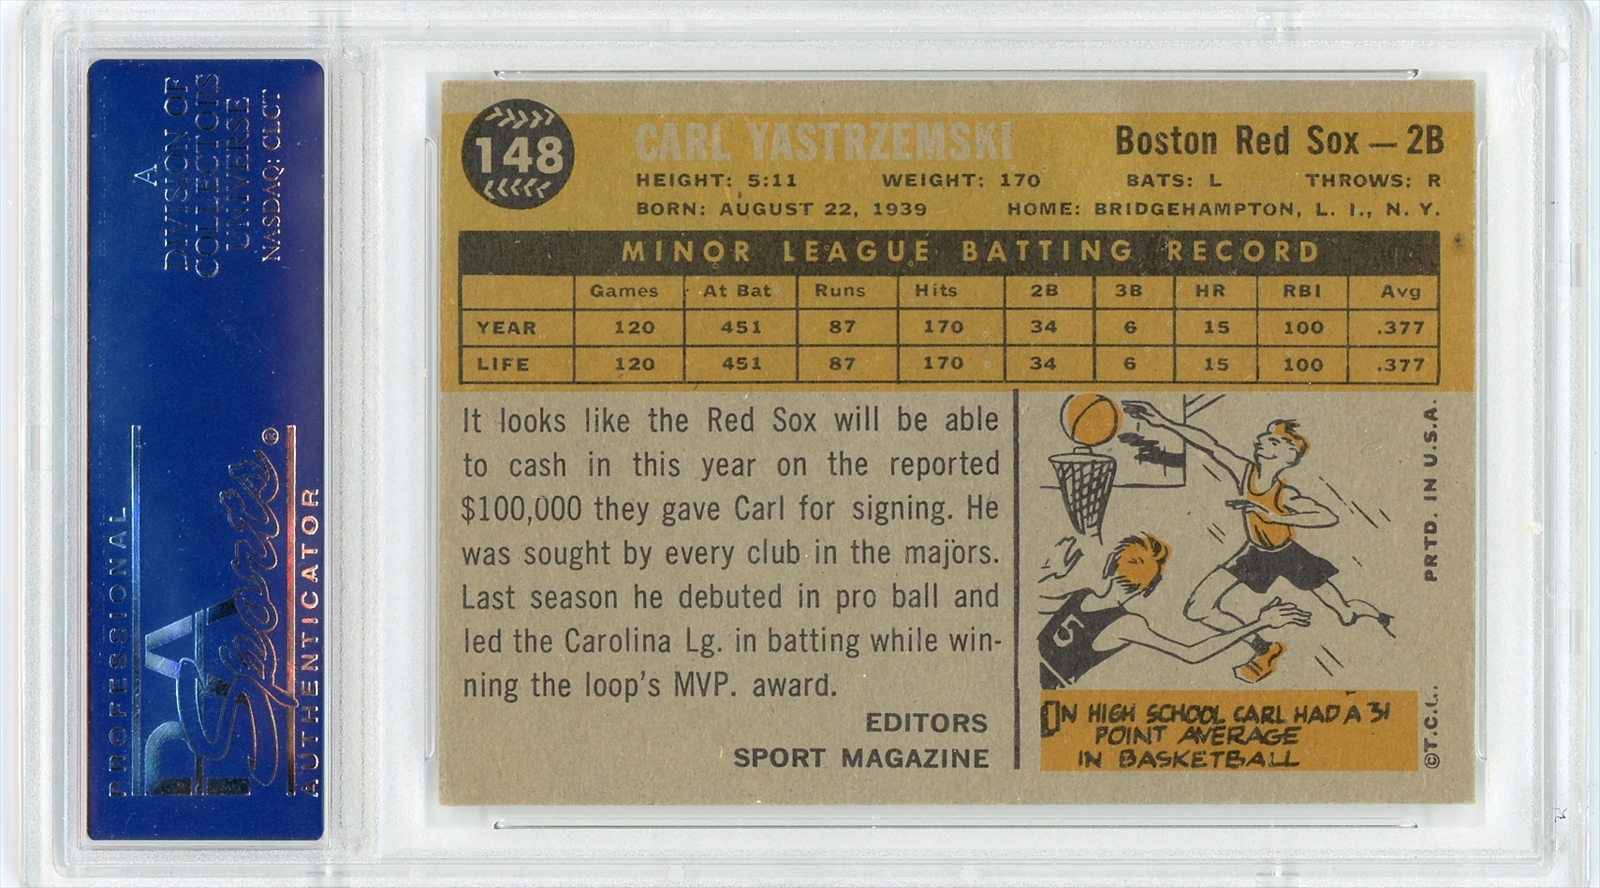 A
DIVISION OF
COLLECTORS
UNIVERSE
NASDAQ: CLCT
PROFESSIONAL
PSA
Sports®
AUTHENTICATOR
148
CARL YASTRZEMSKI
Boston Red Sox — 2B
HEIGHT: 5:11 WEIGHT: 170 BATS: L THROWS: R
BORN: AUGUST 22, 1939 HOME: BRIDGEHAMPTON, L. I., N. Y.
MINOR LEAGUE BATTING RECORD
Games At Bat Runs Hits 2B 3B HR RBI Avg
YEAR 120 451 87 170 34 6 15 100 .377
LIFE 120 451 87 170 34 6 15 100 .377
It looks like the Red Sox will be able
to cash in this year on the reported
$100,000 they gave Carl for signing. He
was sought by every club in the majors.
Last season he debuted in pro ball and
led the Carolina Lg. in batting while win-
ning the loop's MVP. award.
EDITORS
SPORT MAGAZINE
5
IN HIGH SCHOOL CARL HAD A 31
POINT AVERAGE
IN BASKETBALL
©T.C.G. PRTD. IN U.S.A.